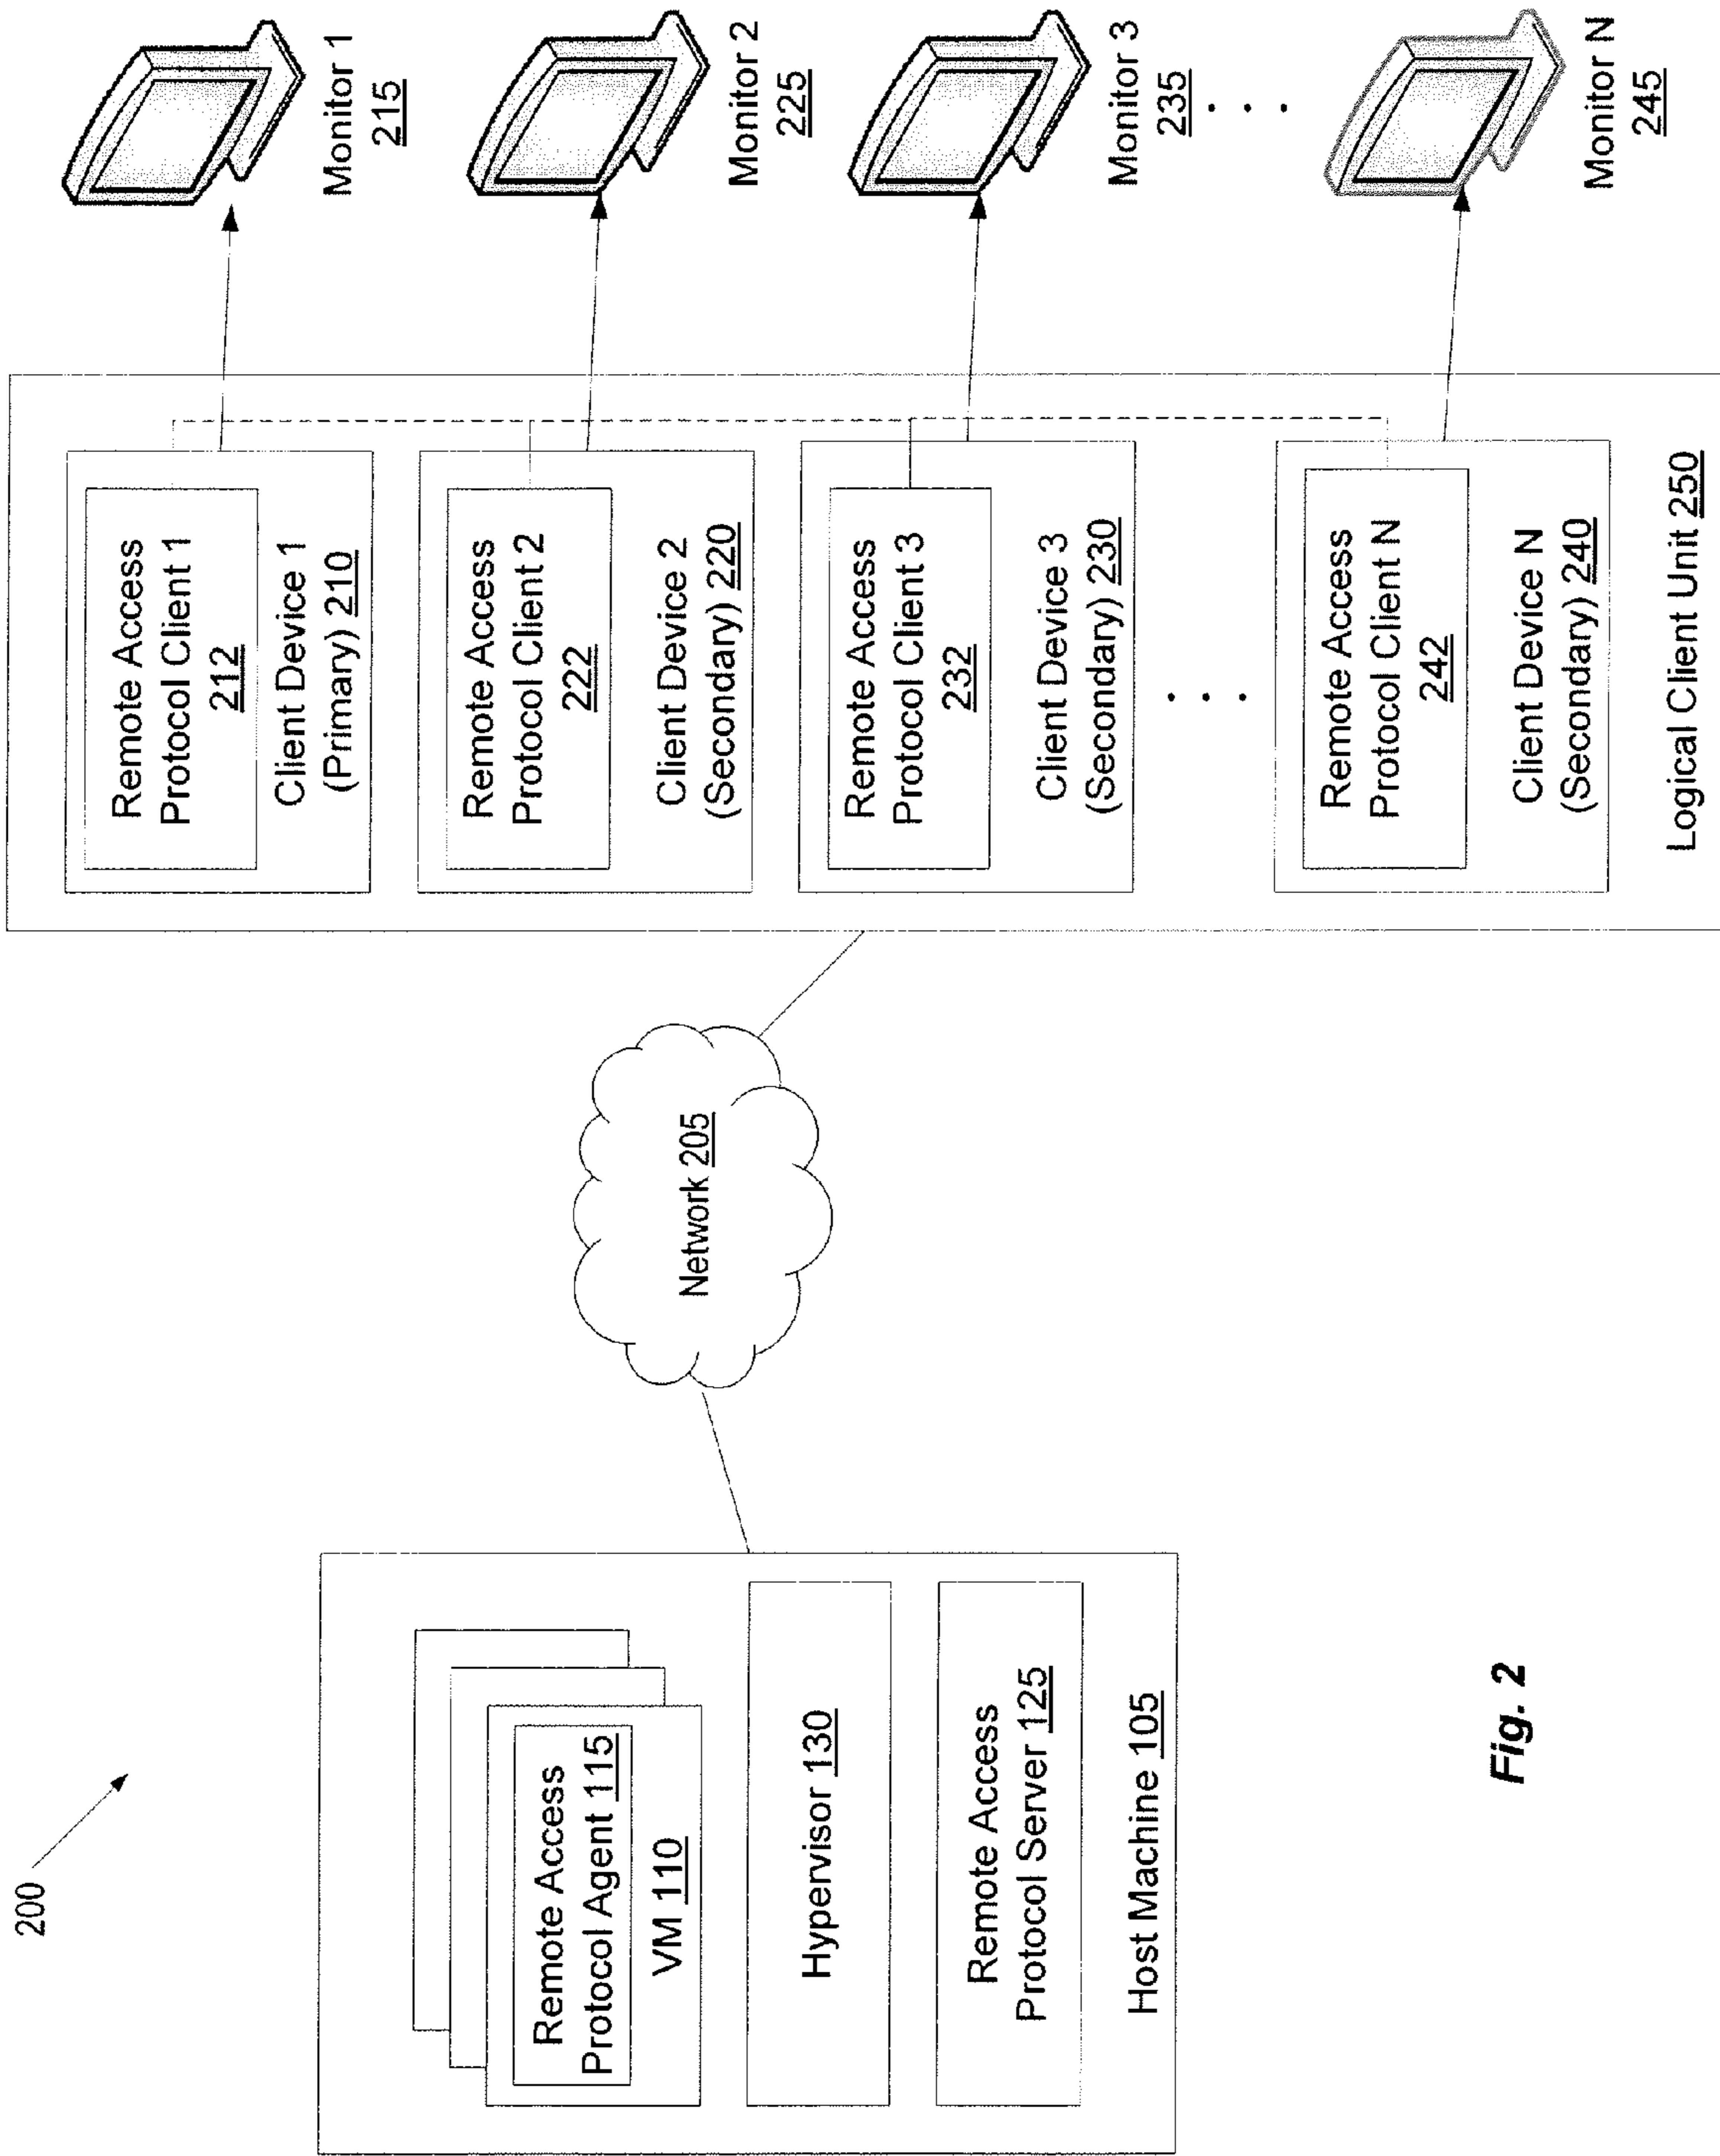 200
Remote Access
Protocol Agent 115
VM 110
Hypervisor 130
Remote Access
Protocol Server 125
Host Machine 105
Network 205
Remote Access
Protocol Client 1
212
Client Device 1
(Primary) 210
Remote Access
Protocol Client 2
222
Client Device 2
(Secondary) 220
Remote Access
Protocol Client 3
232
Client Device 3
(Secondary) 230
. . .
Remote Access
Protocol Client N
242
Client Device N
(Secondary) 240
Logical Client Unit 250
Monitor 1
215
Monitor 2
225
Monitor 3
235
. . .
Monitor N
245
Fig. 2